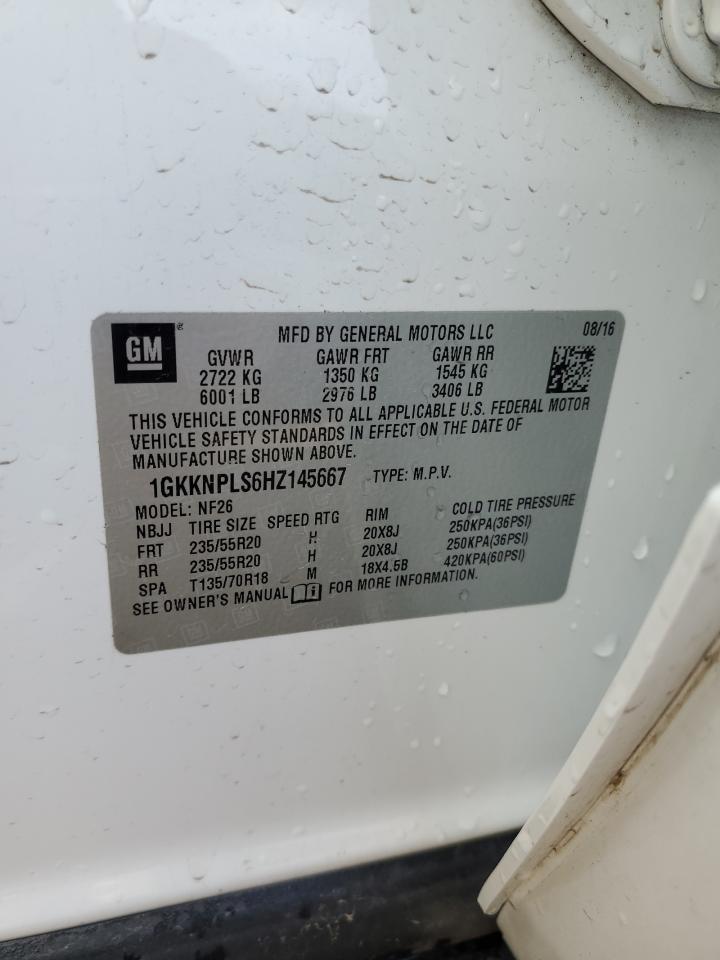 GM ® MFD BY GENERAL MOTORS LLC 08/16
GVWR GAWR FRT GAWR RR
2722 KG 1350 KG 1545 KG
6001 LB 2976 LB 3406 LB
THIS VEHICLE CONFORMS TO ALL APPLICABLE U.S. FEDERAL MOTOR
VEHICLE SAFETY STANDARDS IN EFFECT ON THE DATE OF
MANUFACTURE SHOWN ABOVE.
1GKKNPLS6HZ145667 TYPE: M.P.V.
MODEL: NF26
NBJJ TIRE SIZE SPEED RTG RIM COLD TIRE PRESSURE
FRT 235/55R20 H 20X8J 250KPA(36PSI)
RR 235/55R20 H 20X8J 250KPA(36PSI)
SPA T135/70R18 M 18X4.5B 420KPA(60PSI)
SEE OWNER'S MANUAL FOR MORE INFORMATION.